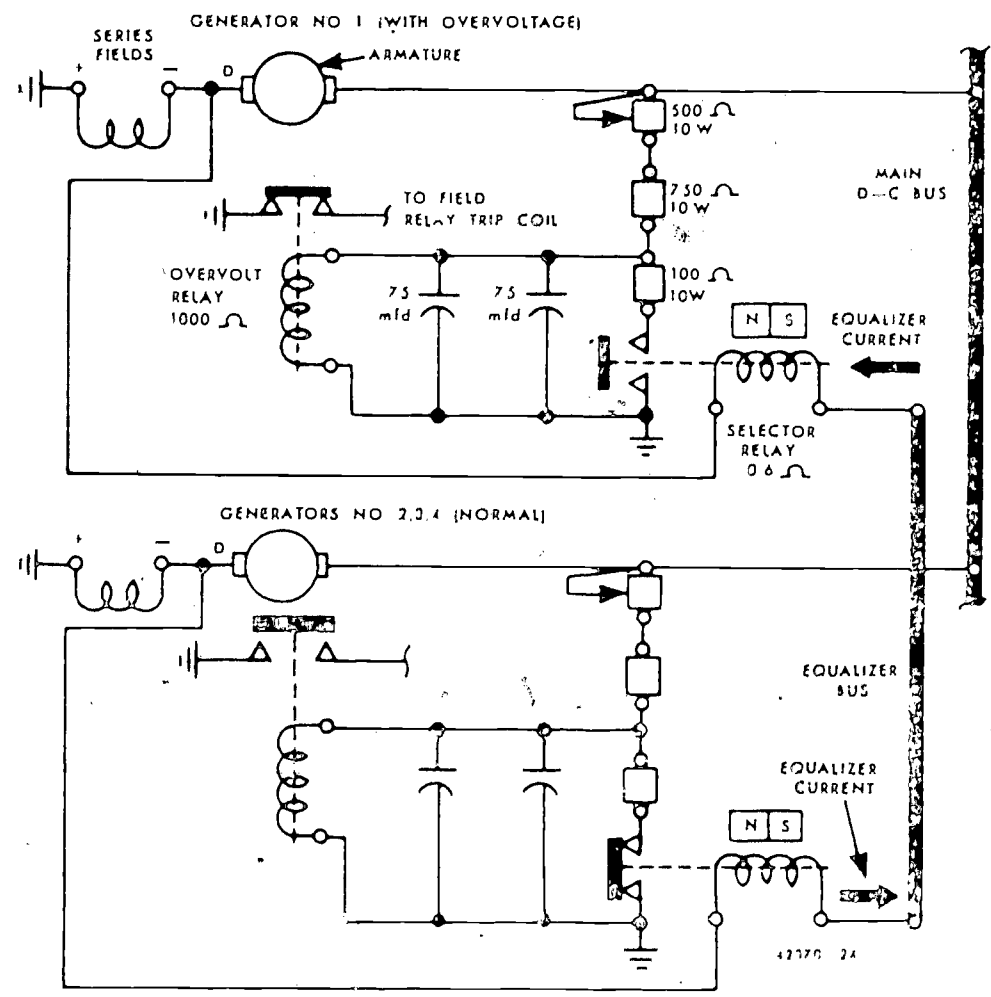 GENERATOR NO 1 (WITH OVERVOLTAGE)
SERIES
FIELDS
+
–
D
ARMATURE
500 Ω
10W
750 Ω
10W
MAIN
D–C BUS
TO FIELD
RELAY TRIP COIL
OVERVOLT
RELAY
1000 Ω
75
mfd
75
mfd
100 Ω
10W
N S
EQUALIZER
CURRENT
SELECTOR
RELAY
0.6 Ω
GENERATORS NO 2,3,4 (NORMAL)
+
–
D
EQUALIZER
BUS
EQUALIZER
CURRENT
N S